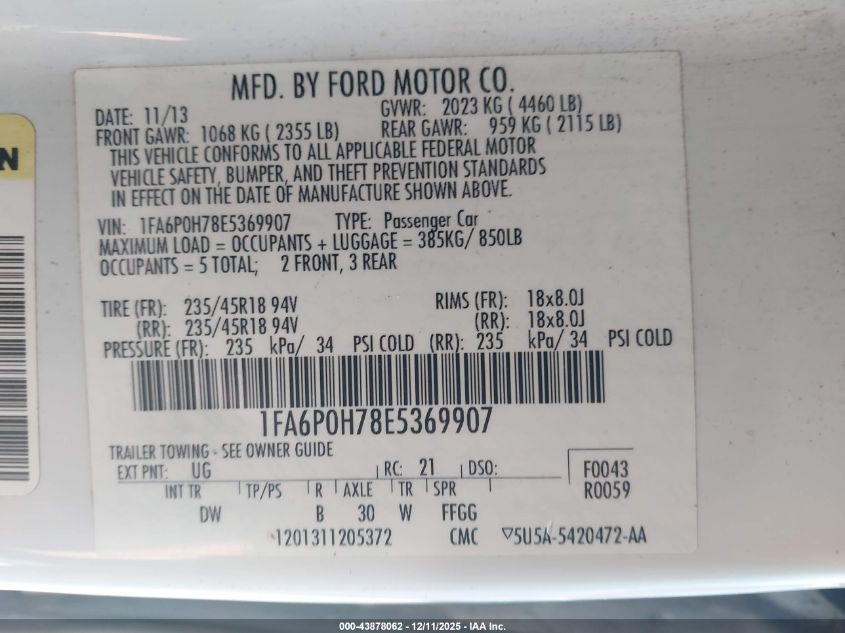 MFD. BY FORD MOTOR CO.
DATE: 11/13 GVWR: 2023 KG ( 4460 LB)
FRONT GAWR: 1068 KG ( 2355 LB) REAR GAWR: 959 KG ( 2115 LB)
THIS VEHICLE CONFORMS TO ALL APPLICABLE FEDERAL MOTOR
VEHICLE SAFETY, BUMPER, AND THEFT PREVENTION STANDARDS
IN EFFECT ON THE DATE OF MANUFACTURE SHOWN ABOVE.
VIN: 1FA6P0H78E5369907 TYPE: Passenger Car
MAXIMUM LOAD = OCCUPANTS + LUGGAGE = 385KG/ 850LB
OCCUPANTS = 5 TOTAL; 2 FRONT, 3 REAR
TIRE (FR): 235/45R18 94V RIMS (FR): 18x8.0J
(RR): 235/45R18 94V (RR): 18x8.0J
PRESSURE (FR): 235 kPa/ 34 PSI COLD (RR): 235 kPa/ 34 PSI COLD
1FA6P0H78E5369907
TRAILER TOWING - SEE OWNER GUIDE
EXT PNT: UG RC: 21 DSO: F0043
INT TR TP/PS R AXLE TR SPR R0059
DW B 30 W FFGG
1201311205372 CMC ▽5U5A-5420472-AA
N
000-43878062 - 12/11/2025 - IAA Inc.